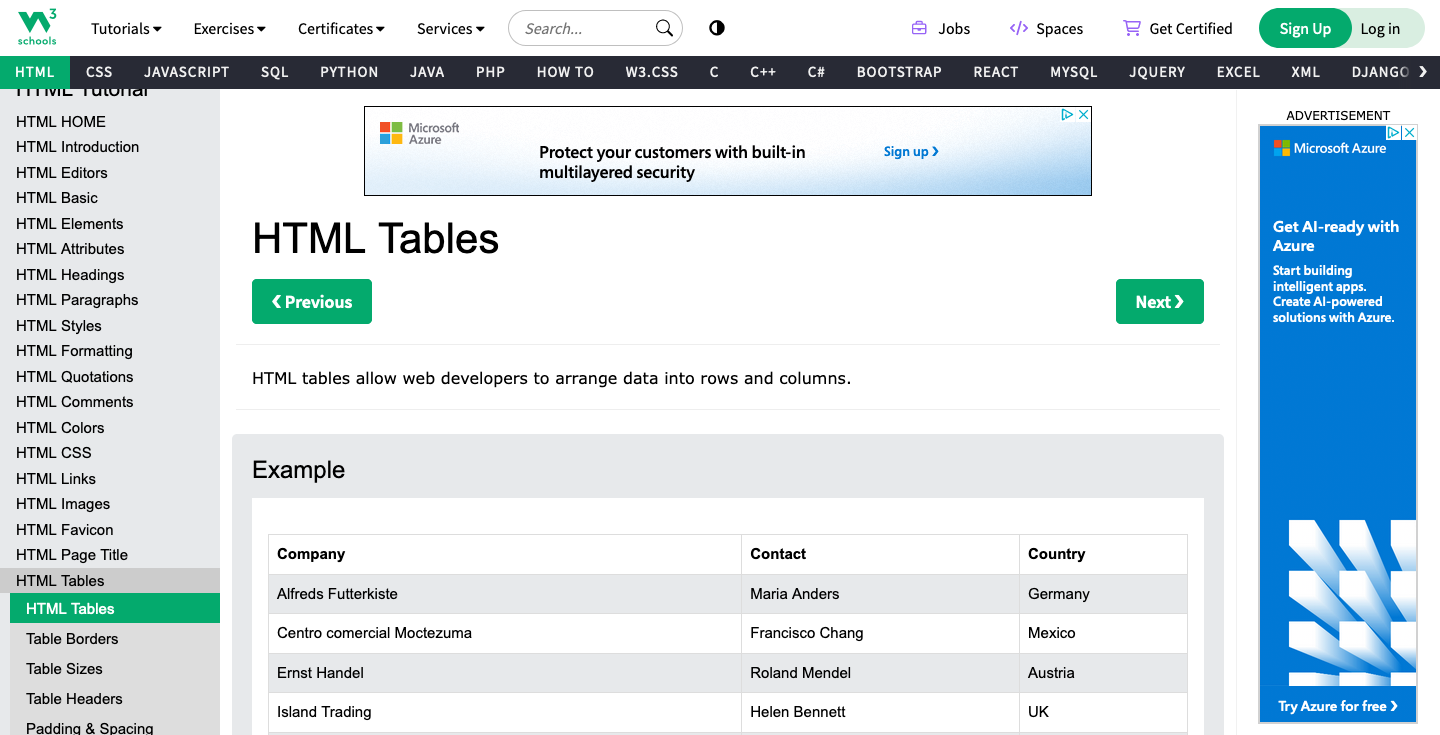 3
schools
Tutorials
Exercises
Certificates
Services
Search...
Jobs
Spaces
Get Certified
Sign Up
Log in
HTML
CSS
JAVASCRIPT
SQL
PYTHON
JAVA
PHP
HOW TO
W3.CSS
C
C++
C#
BOOTSTRAP
REACT
MYSQL
JQUERY
EXCEL
XML
DJANGO
HTML Tutorial
HTML HOME
HTML Introduction
HTML Editors
HTML Basic
HTML Elements
HTML Attributes
HTML Headings
HTML Paragraphs
HTML Styles
HTML Formatting
HTML Quotations
HTML Comments
HTML Colors
HTML CSS
HTML Links
HTML Images
HTML Favicon
HTML Page Title
HTML Tables
HTML Tables
Table Borders
Table Sizes
Table Headers
Padding & Spacing
Microsoft
Azure
Protect your customers with built-in
multilayered security
Sign up ❯
HTML Tables
❮ Previous
Next ❯
HTML tables allow web developers to arrange data into rows and columns.
Example
Company Contact Country
Alfreds Futterkiste Maria Anders Germany
Centro comercial Moctezuma Francisco Chang Mexico
Ernst Handel Roland Mendel Austria
Island Trading Helen Bennett UK
ADVERTISEMENT
Microsoft Azure
Get AI-ready with
Azure
Start building
intelligent apps.
Create AI-powered
solutions with Azure.
Try Azure for free ❯